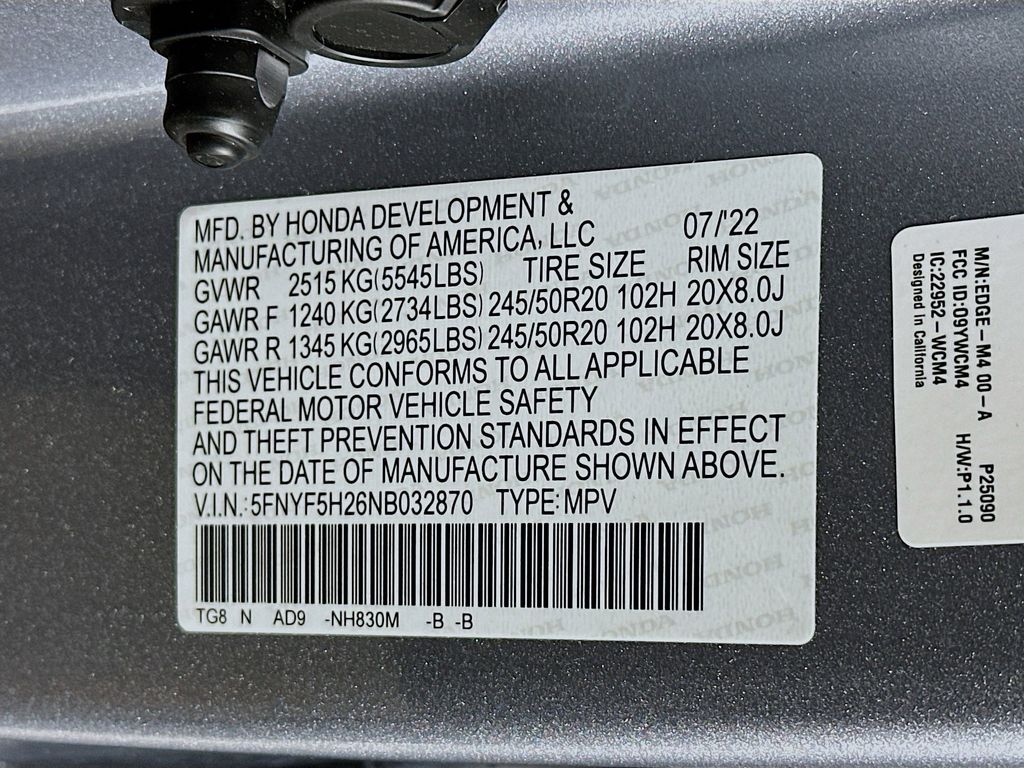 MFD. BY HONDA DEVELOPMENT &
MANUFACTURING OF AMERICA, LLC 07/'22
GVWR 2515 KG(5545LBS) TIRE SIZE RIM SIZE
GAWR F 1240 KG(2734LBS) 245/50R20 102H 20X8.0J
GAWR R 1345 KG(2965LBS) 245/50R20 102H 20X8.0J
THIS VEHICLE CONFORMS TO ALL APPLICABLE
FEDERAL MOTOR VEHICLE SAFETY
AND THEFT PREVENTION STANDARDS IN EFFECT
ON THE DATE OF MANUFACTURE SHOWN ABOVE.
V.I.N.: 5FNYF5H26NB032870 TYPE: MPV
TG8 N AD9 -NH830M -B -B
M/N:EDGE-M4 00-A P25090
FCC ID:09YWCM4 H/W:P1.1.0
IC:22952-WCM4
Designed in California